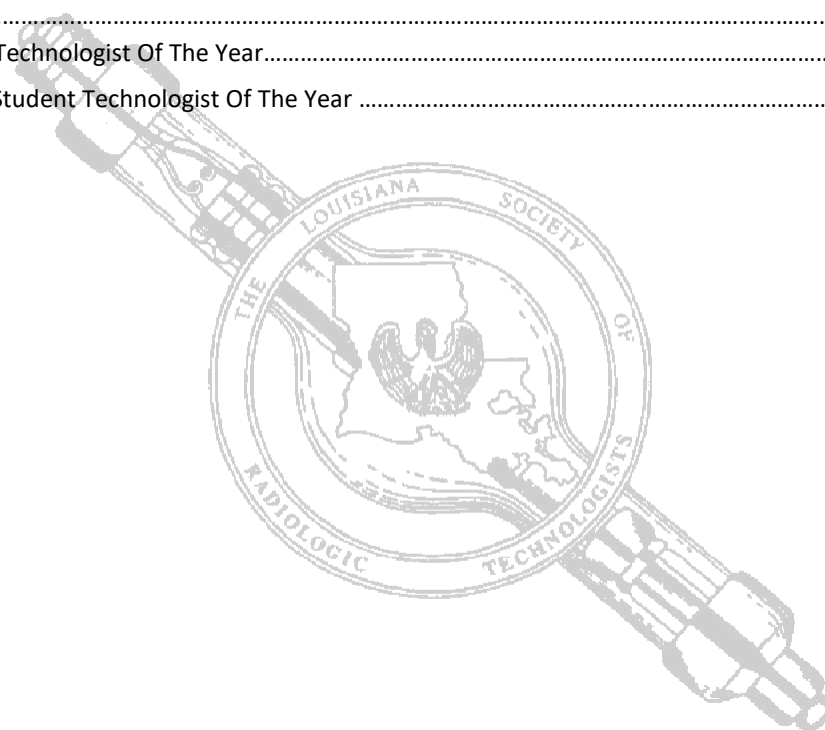 ……………………………………………………………………………………………………………………
Technologist Of The Year……………………………………………………………………………………
Student Technologist Of The Year ………………………………………………………………………
THE LOUISIANA SOCIETY OF
RADIOLOGIC TECHNOLOGISTS